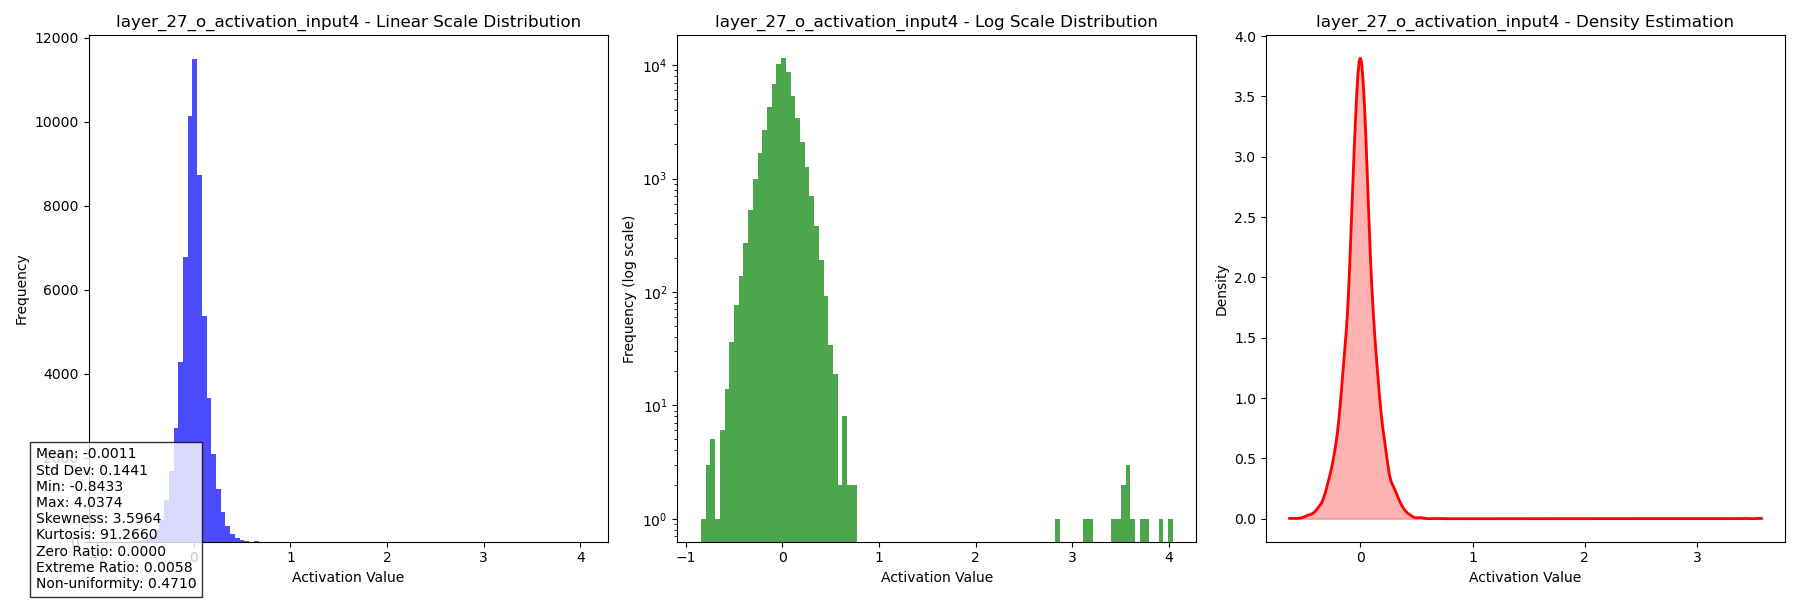 layer_27_o_activation_input4 - Linear Scale Distribution
12000
10000
8000
6000
4000
2000
0
Frequency
−1
0
1
2
3
4
Activation Value
Mean: -0.0011
Std Dev: 0.1441
Min: -0.8433
Max: 4.0374
Skewness: 3.5964
Kurtosis: 91.2660
Zero Ratio: 0.0000
Extreme Ratio: 0.0058
Non-uniformity: 0.4710
layer_27_o_activation_input4 - Log Scale Distribution
10⁴
10³
10²
10¹
10⁰
Frequency (log scale)
−1
0
1
2
3
4
Activation Value
layer_27_o_activation_input4 - Density Estimation
4.0
3.5
3.0
2.5
2.0
1.5
1.0
0.5
0.0
Density
0
1
2
3
Activation Value